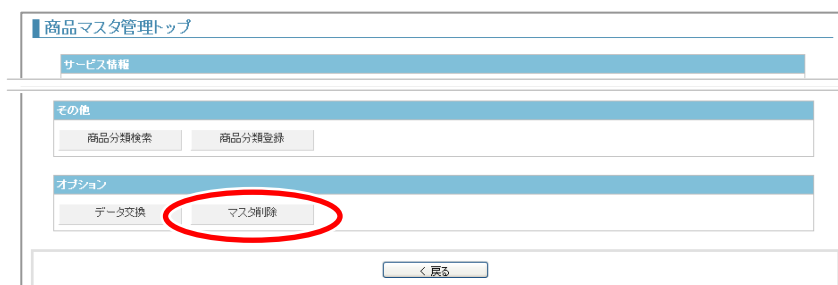 商品マスタ管理トップ
サービス情報
その他
商品分類検索 商品分類登録
オプション
データ交換 マスタ削除
< 戻る